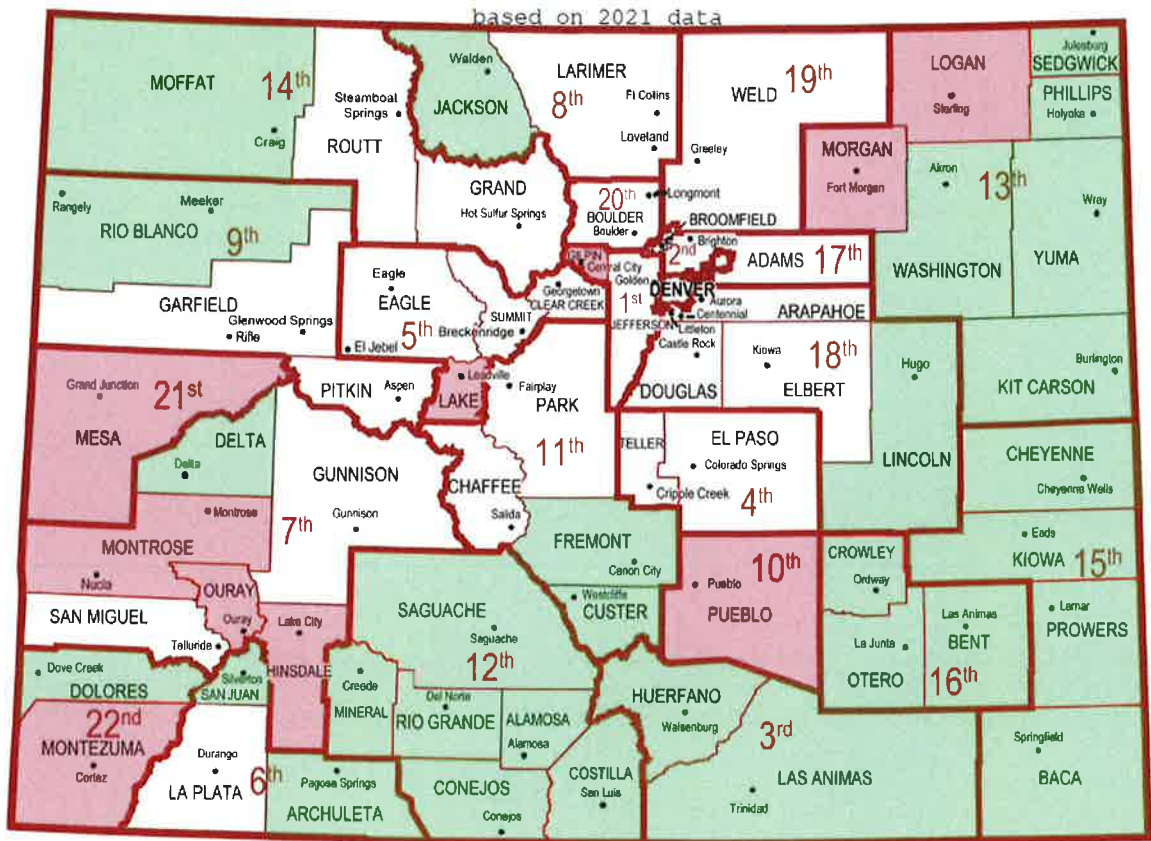 based on 2021 data
MOFFAT
14th
Craig
Steamboat
Springs
ROUTT
Walden
JACKSON
LARIMER
8th
Ft Collins
Loveland
WELD
19th
Greeley
LOGAN
Sterling
Julesburg
SEDGWICK
PHILLIPS
Holyoke
MORGAN
Fort Morgan
Akron
13th
Wray
WASHINGTON
YUMA
Rangely
Meeker
RIO BLANCO
9th
GRAND
Hot Sulfur Springs
20th
Longmont
BOULDER
Boulder
BROOMFIELD
2nd
Brighton
ADAMS
17th
GILPIN
Central City
Golden
Georgetown
CLEAR CREEK
1st
DENVER
Aurora
Centennial
ARAPAHOE
JEFFERSON
Littleton
Castle Rock
DOUGLAS
Kiowa
18th
ELBERT
GARFIELD
Glenwood Springs
Rifle
Eagle
EAGLE
5th
El Jebel
SUMMIT
Breckenridge
Hugo
LINCOLN
Burlington
KIT CARSON
Grand Junction
21st
MESA
PITKIN
Aspen
Leadville
LAKE
Fairplay
PARK
11th
DELTA
Delta
GUNNISON
Gunnison
7th
CHAFFEE
Salida
TELLER
Cripple Creek
EL PASO
Colorado Springs
4th
CHEYENNE
Cheyenne Wells
Montrose
MONTROSE
Nucla
OURAY
Ouray
FREMONT
Canon City
Westcliffe
CUSTER
10th
Pueblo
PUEBLO
CROWLEY
Ordway
Eads
KIOWA
15th
SAN MIGUEL
Telluride
Lake City
HINSDALE
SAGUACHE
Saguache
12th
La Junta
OTERO
Las Animas
BENT
16th
Lamar
PROWERS
Dove Creek
DOLORES
Silverton
SAN JUAN
Creede
MINERAL
Del Norte
RIO GRANDE
ALAMOSA
Alamosa
HUERFANO
Walsenburg
3rd
22nd
MONTEZUMA
Cortez
Durango
LA PLATA
6th
Pagosa Springs
ARCHULETA
CONEJOS
Conejos
COSTILLA
San Luis
LAS ANIMAS
Trinidad
Springfield
BACA